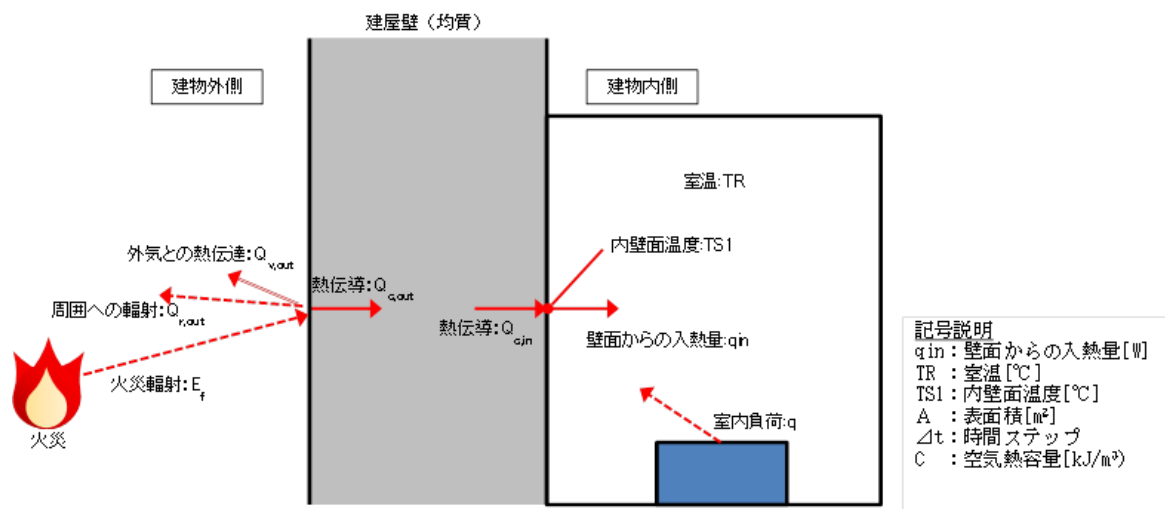 建屋壁（均質）
建物外側
建物内側
室温:TR
外気との熱伝達:Qv,out
内壁面温度:TS1
熱伝導:Qc,out
周囲への輻射:Qr,out
熱伝導:Qc,in
壁面からの入熱量:qin
火災輻射:Ef
火災
室内負荷:q
記号説明
qin：壁面からの入熱量[W]
TR ：室温[℃]
TS1：内壁面温度[℃]
A ：表面積[m²]
⊿t：時間ステップ
C ：空気熱容量[kJ/m³)